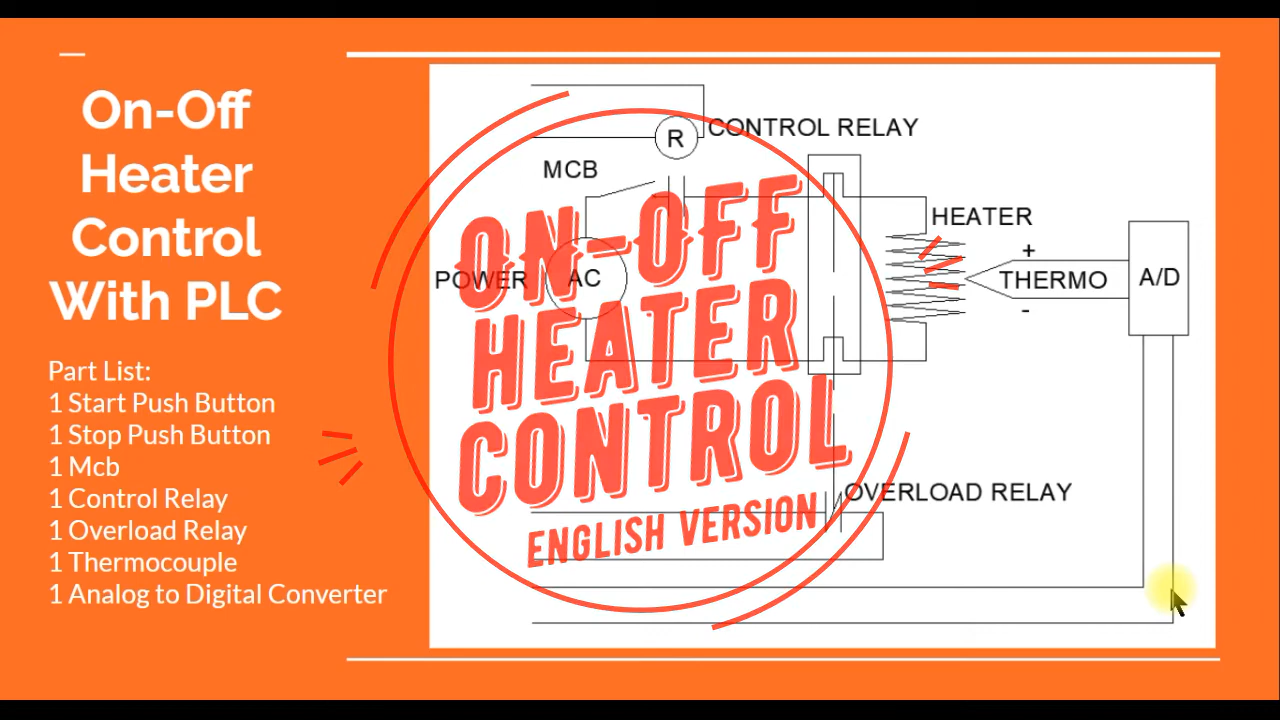 On-Off
Heater
Control
With PLC
Part List:
1 Start Push Button
1 Stop Push Button
1 Mcb
1 Control Relay
1 Overload Relay
1 Thermocouple
1 Analog to Digital Converter
R
CONTROL RELAY
MCB
POWER
AC
HEATER
+
THERMO
-
A/D
OVERLOAD RELAY
ON-OFF
HEATER
CONTROL
ENGLISH VERSION